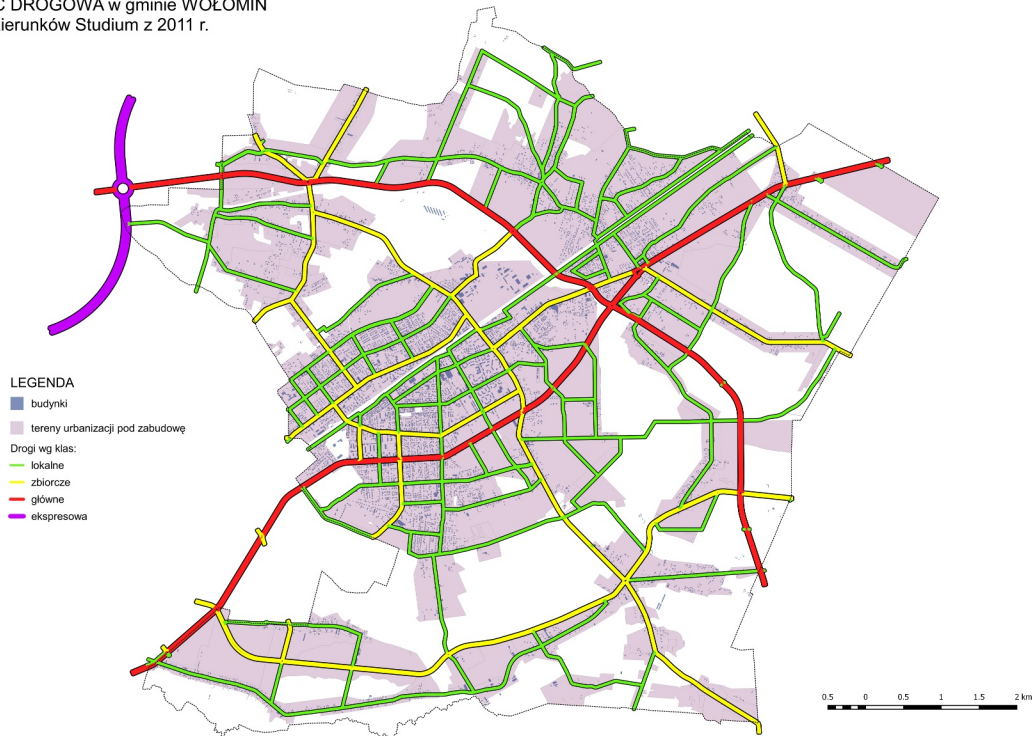 DROGOWA w gminie WOŁOMIN
kierunków Studium z 2011 r.
LEGENDA
budynki
tereny urbanizacji pod zabudowę
Drogi wg klas:
lokalne
zbiorcze
główne
ekspresowa
0.5 0 0.5 1 1.5 2 km